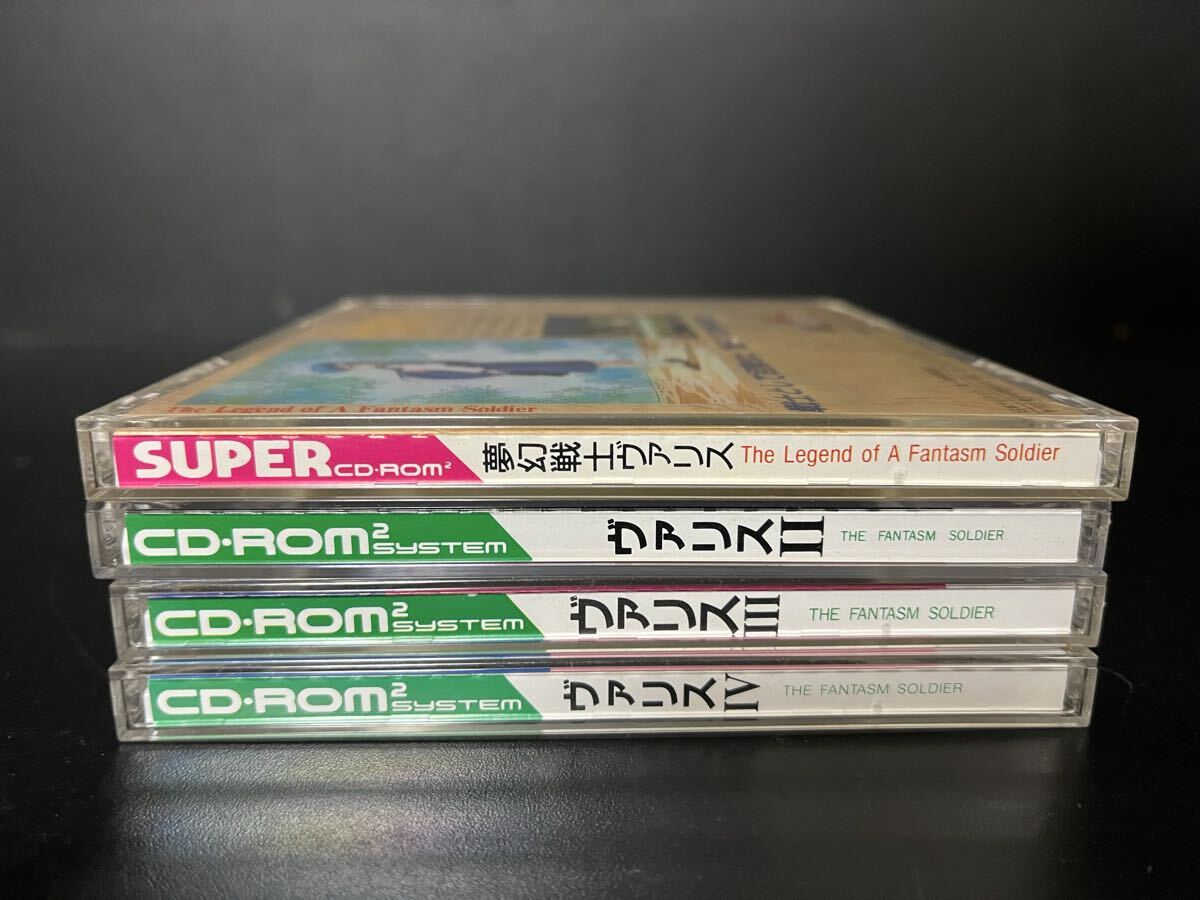 The Legend of A Fantasm Soldier
SUPER CD-ROM² 夢幻戦士ヴァリス The Legend of A Fantasm Soldier
CD·ROM² SYSTEM ヴァリスII THE FANTASM SOLDIER
CD·ROM² SYSTEM ヴァリスIII THE FANTASM SOLDIER
CD·ROM² SYSTEM ヴァリスIV THE FANTASM SOLDIER